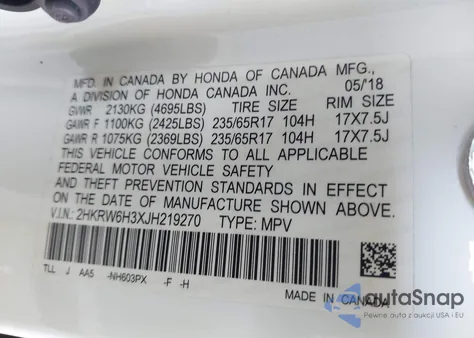 MFD. IN CANADA BY HONDA OF CANADA MFG.,
A DIVISION OF HONDA CANADA INC. 05/'18
GVWR 2130KG (4695LBS) TIRE SIZE RIM SIZE
GAWR F 1100KG (2425LBS) 235/65R17 104H 17X7.5J
GAWR R 1075KG (2369LBS) 235/65R17 104H 17X7.5J
THIS VEHICLE CONFORMS TO ALL APPLICABLE
FEDERAL MOTOR VEHICLE SAFETY
AND THEFT PREVENTION STANDARDS IN EFFECT
ON THE DATE OF MANUFACTURE SHOWN ABOVE.
V.I.N.: 2HKRW6H3XJH219270 TYPE: MPV
TLL J AA5 -NH603PX -F -H
MADE IN CANADA
autoSnap
Pewne auta z USA i EU